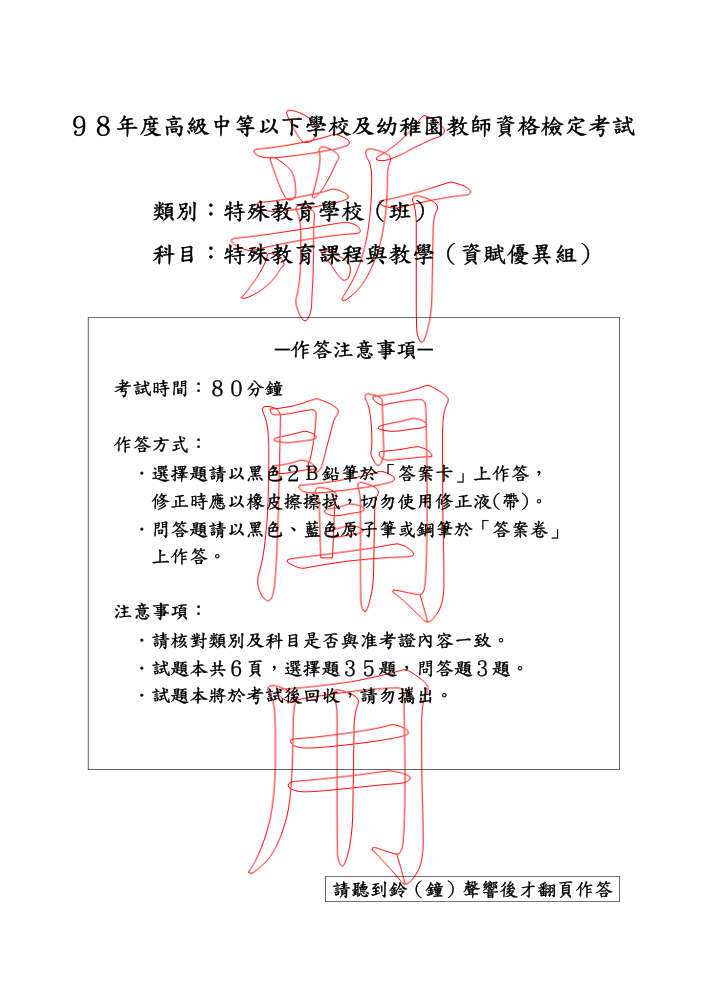 98年度高級中等以下學校及幼稚園教師資格檢定考試
類別：特殊教育學校（班）
科目：特殊教育課程與教學（資賦優異組）
—作答注意事項—
考試時間：80分鐘
作答方式：
．選擇題請以黑色2B鉛筆於「答案卡」上作答，
修正時應以橡皮擦擦拭，切勿使用修正液(帶)。
．問答題請以黑色、藍色原子筆或鋼筆於「答案卷」
上作答。
注意事項：
．請核對類別及科目是否與准考證內容一致。
．試題本共6頁，選擇題35題，問答題3題。
．試題本將於考試後回收，請勿攜出。
請聽到鈴（鐘）聲響後才翻頁作答
新聞用